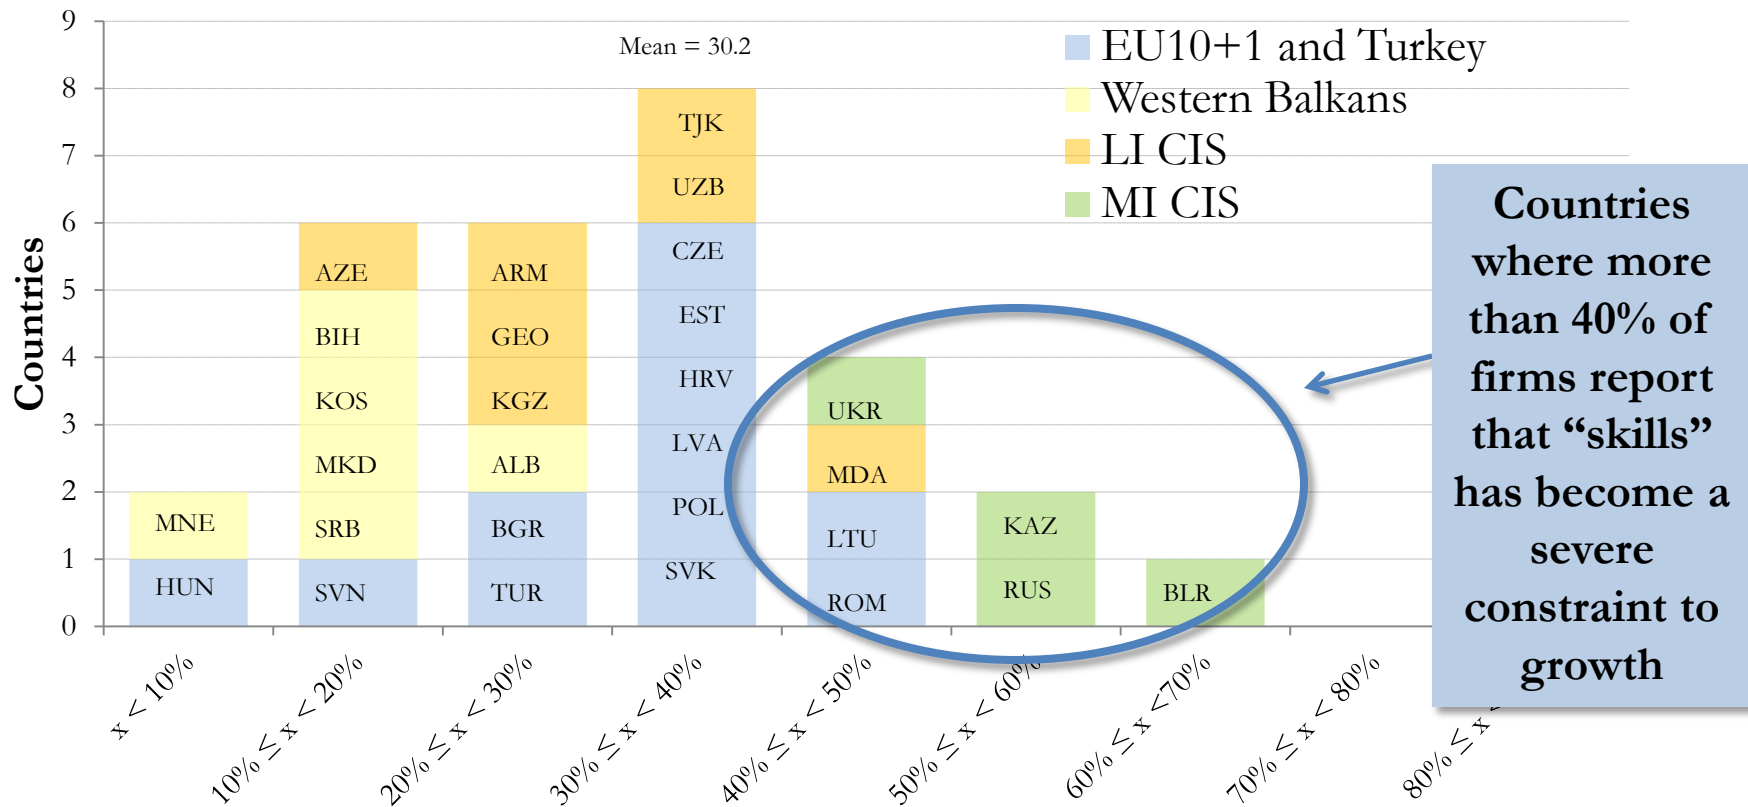 9
8
7
6
5
4
3
2
1
0
Countries
Mean = 30.2
EU10+1 and Turkey
Western Balkans
LI CIS
MI CIS
MNE
HUN
AZE
BIH
KOS
MKD
SRB
SVN
ARM
GEO
KGZ
ALB
BGR
TUR
TJK
UZB
CZE
EST
HRV
LVA
POL
SVK
UKR
MDA
LTU
ROM
KAZ
RUS
BLR
x < 10%
10% ≤ x < 20%
20% ≤ x < 30%
30% ≤ x < 40%
40% ≤ x < 50%
50% ≤ x < 60%
60% ≤ x <70%
70% ≤ x < 80%
80% ≤ x <
Countries
where more
than 40% of
firms report
that “skills”
has become a
severe
constraint to
growth